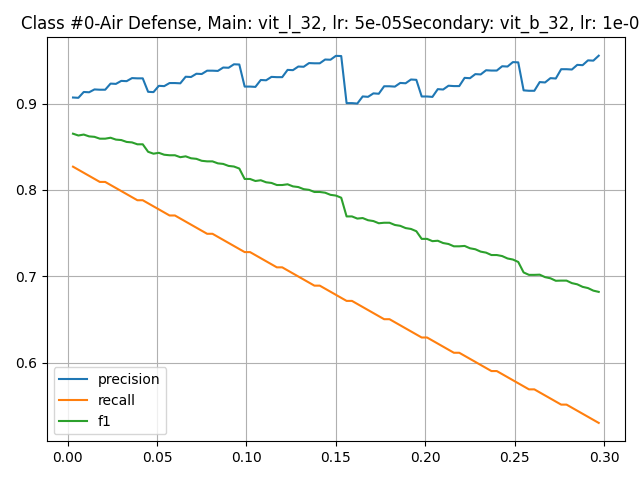 Class #0-Air Defense, Main: vit_l_32, lr: 5e-05Secondary: vit_b_32, lr: 1e-0
0.9
0.8
0.7
0.6
precision
recall
f1
0.00 0.05 0.10 0.15 0.20 0.25 0.30